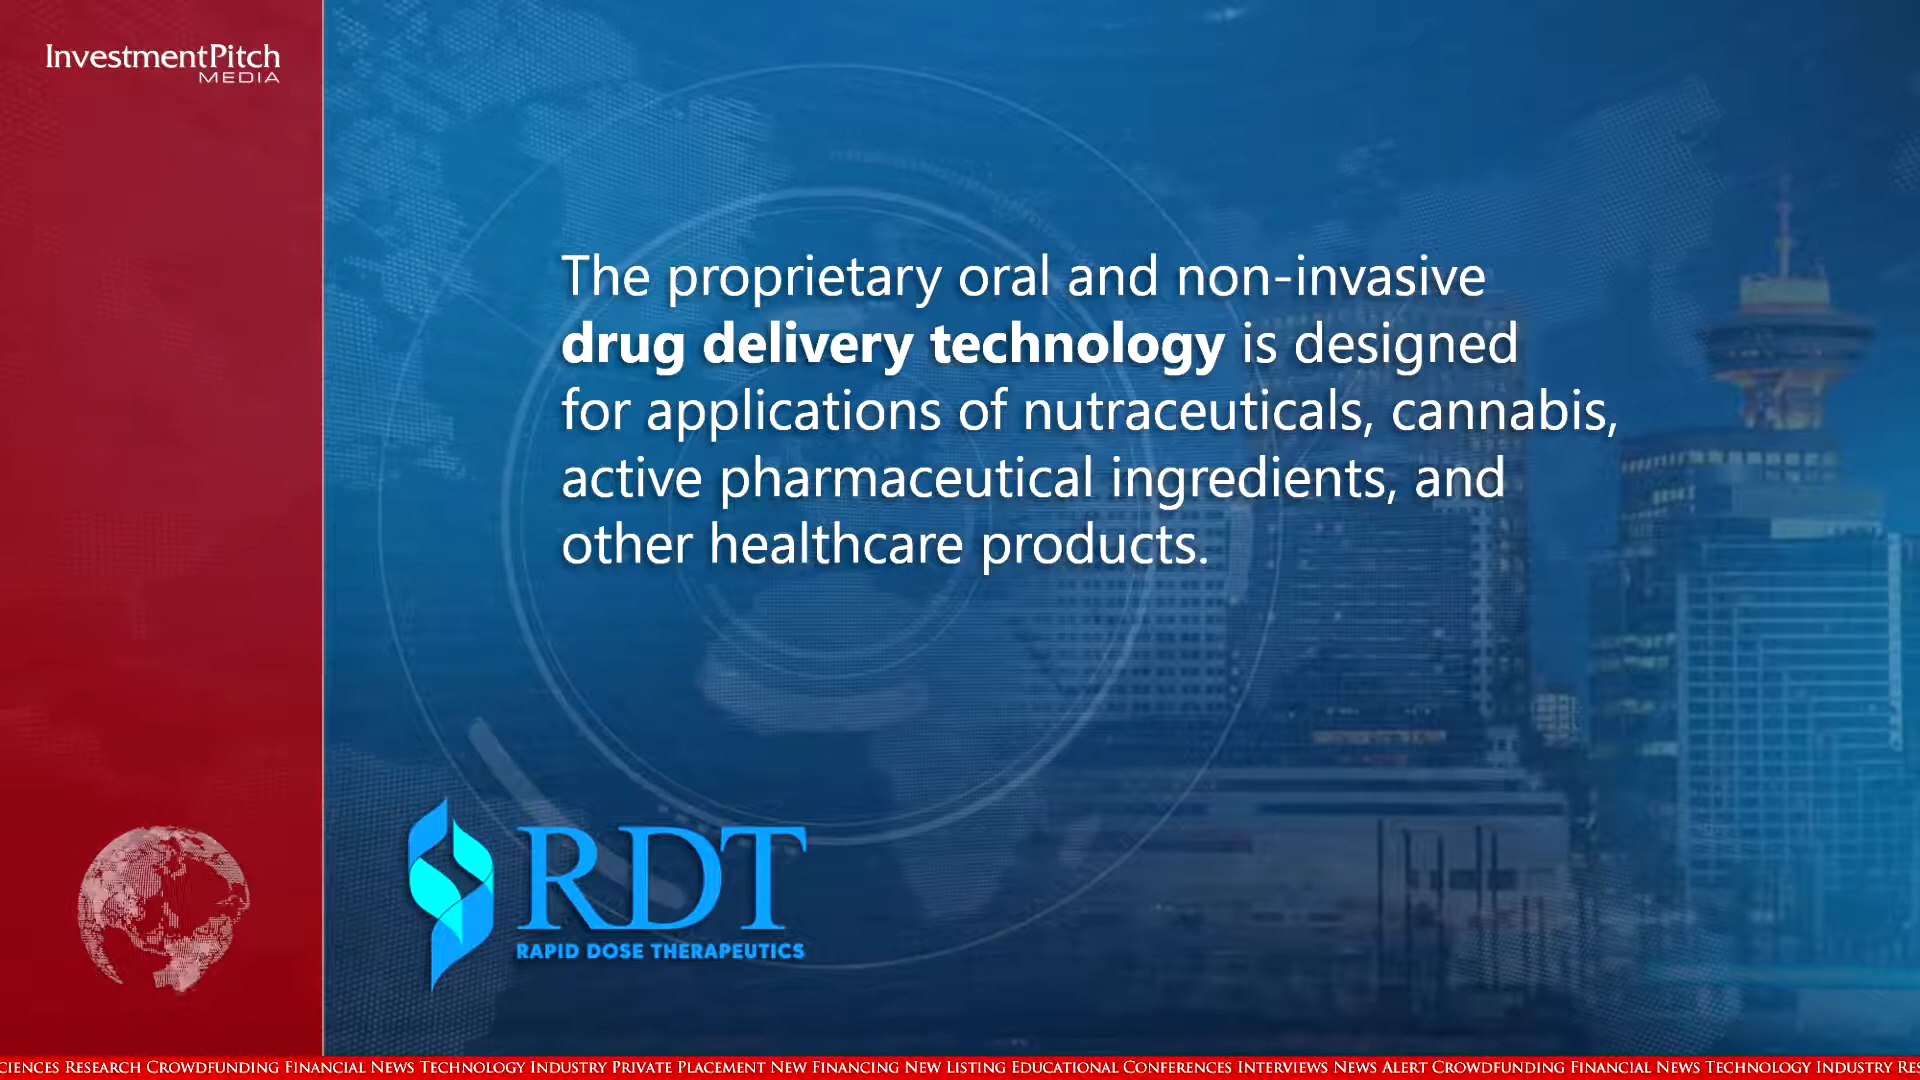 InvestmentPitch
MEDIA
The proprietary oral and non-invasive
drug delivery technology is designed
for applications of nutraceuticals, cannabis,
active pharmaceutical ingredients, and
other healthcare products.
RDT
RAPID DOSE THERAPEUTICS
RESEARCH CROWDFUNDING FINANCIAL NEWS TECHNOLOGY INDUSTRY PRIVATE PLACEMENT NEW FINANCING NEW LISTING EDUCATIONAL CONFERENCES INTERVIEWS NEWS ALERT CROWDFUNDING FINANCIAL NEWS TECHNOLOGY INDUSTRY